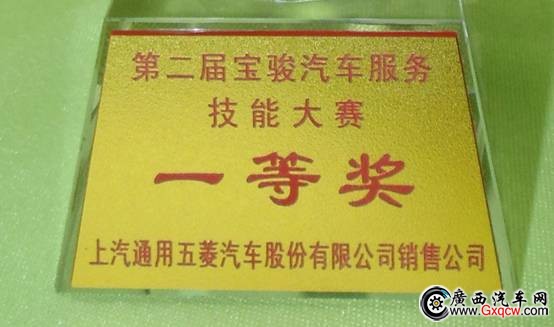 第二届宝骏汽车服务
技能大赛
一等奖
上汽通用五菱汽车股份有限公司销售公司
廣西汽车网
www.Gxqcw.com